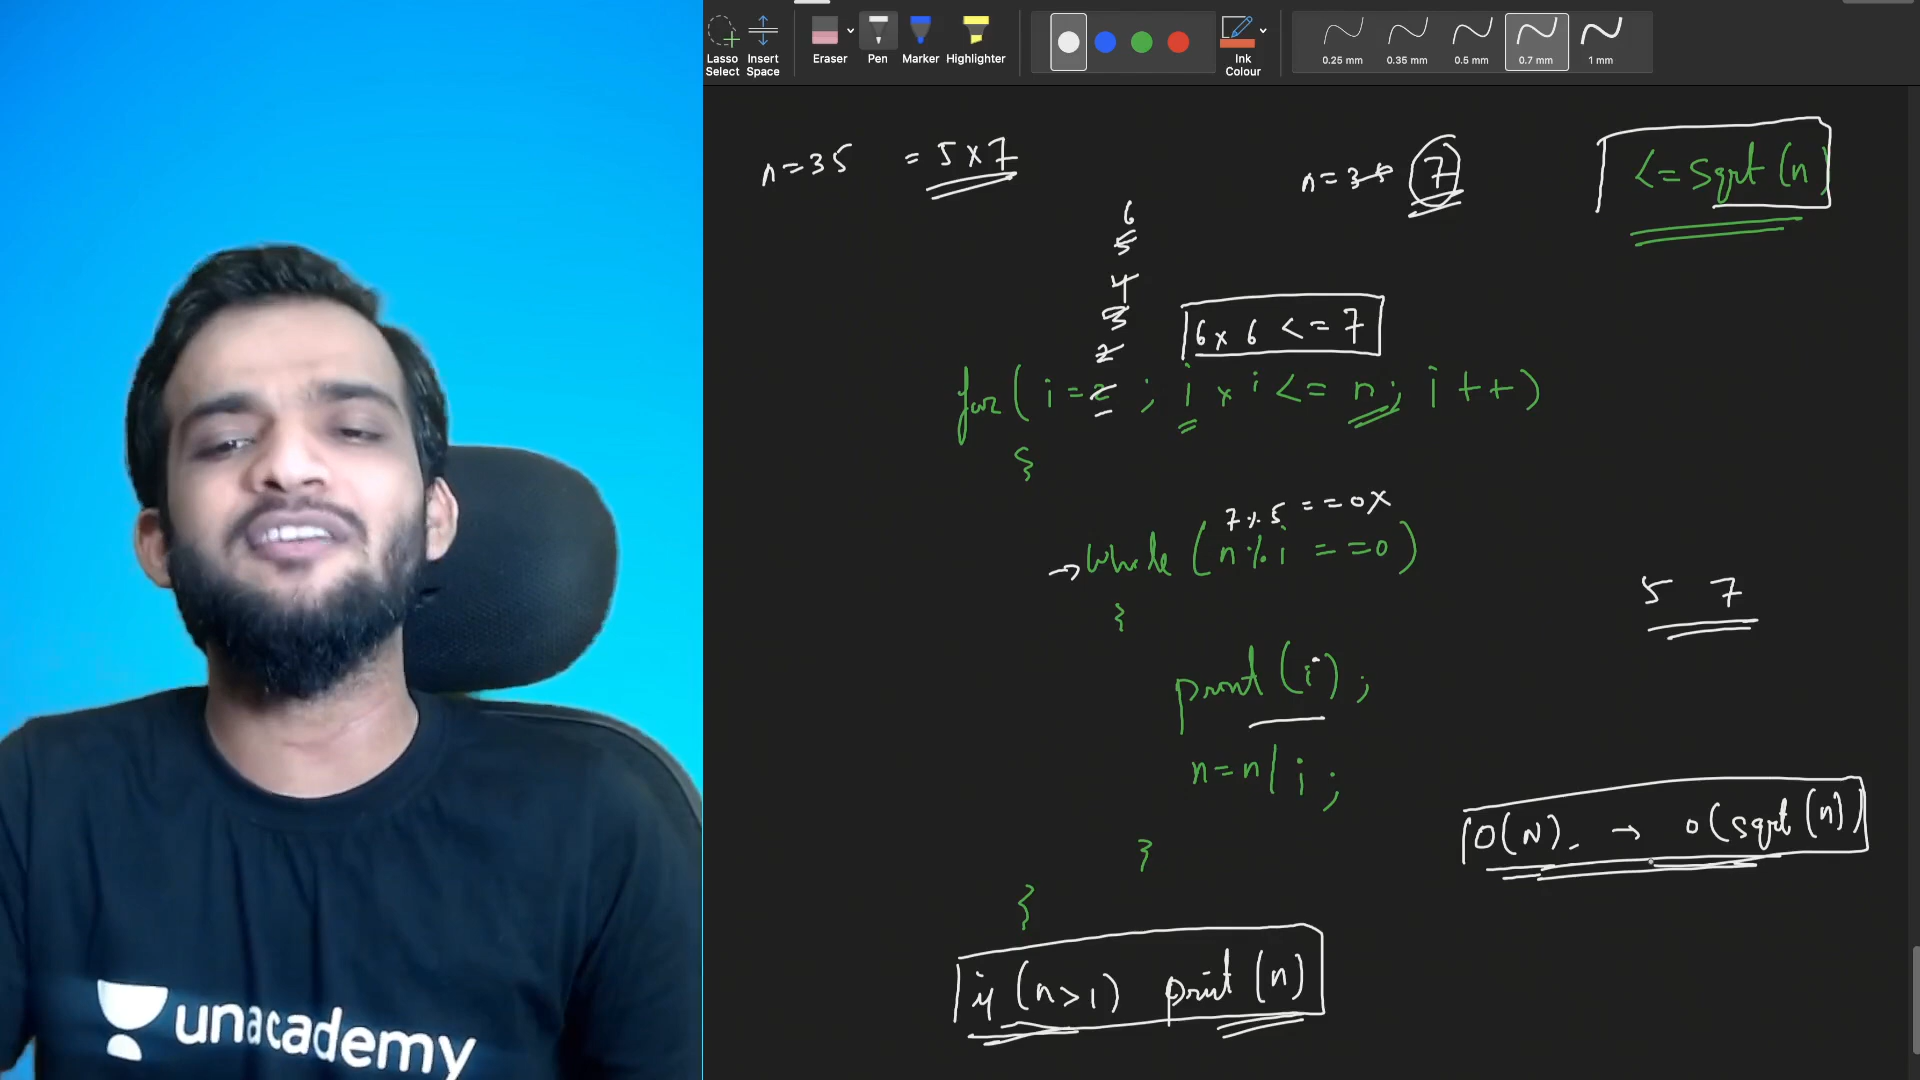 Lasso Select
Insert Space
Eraser
Pen
Marker
Highlighter
Ink Colour
0.25 mm
0.35 mm
0.5 mm
0.7 mm
1 mm
n=35 = 5x7
n=35 7
<=sqrt(n)
6
5
4
3
2
6x6 <=7
for(i=2; i x i <= n; i++)
{
7%5 ==0x
→ while (n%i ==0)
{
5 7
print(i);
n=n/i;
O(N). → o(sqrt(n))
}
}
if (n>1) print(n)
unacademy